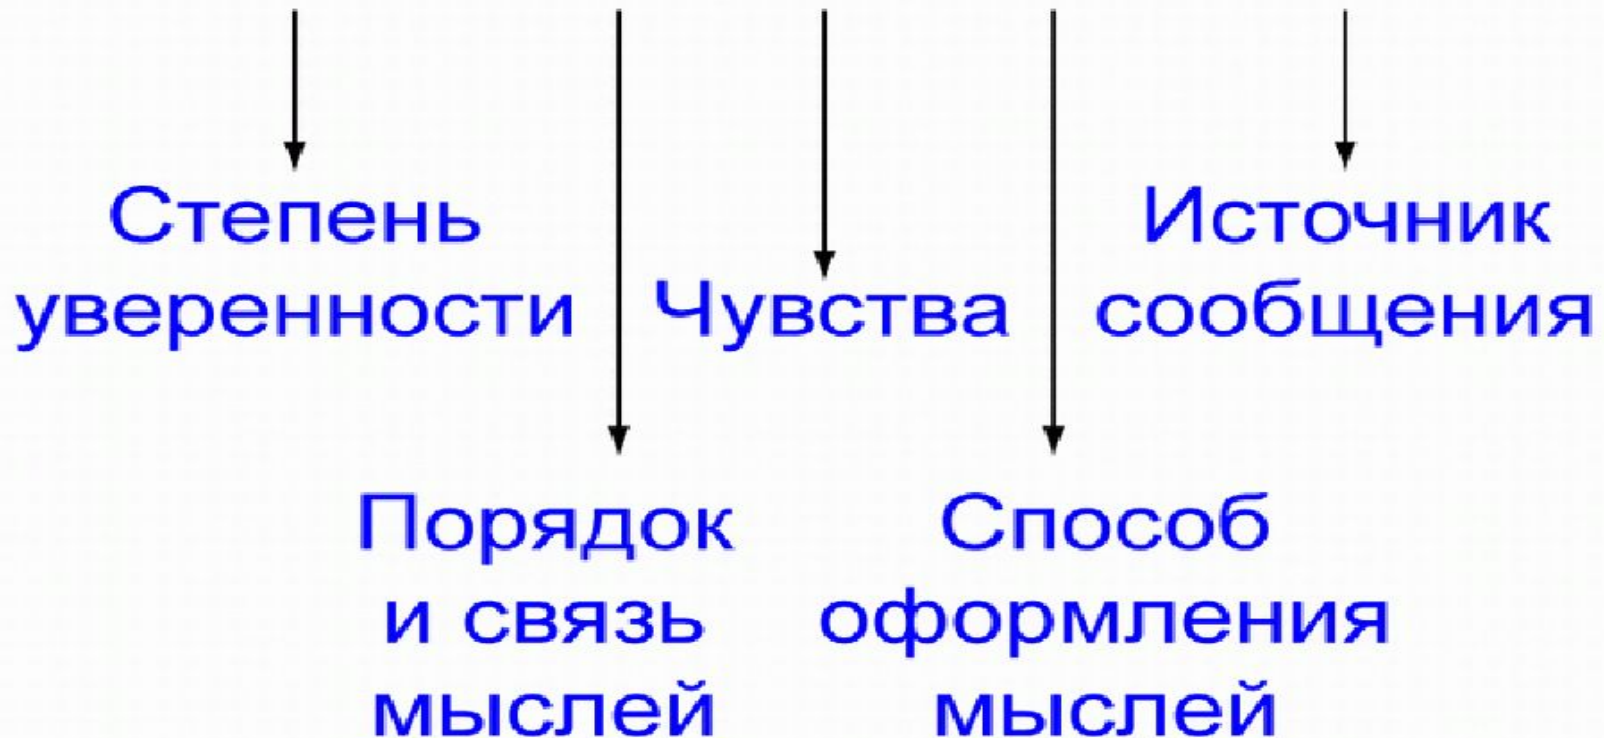 Степень
уверенности
Чувства
Источник
сообщения
Порядок
и связь
мыслей
Способ
оформления
мыслей